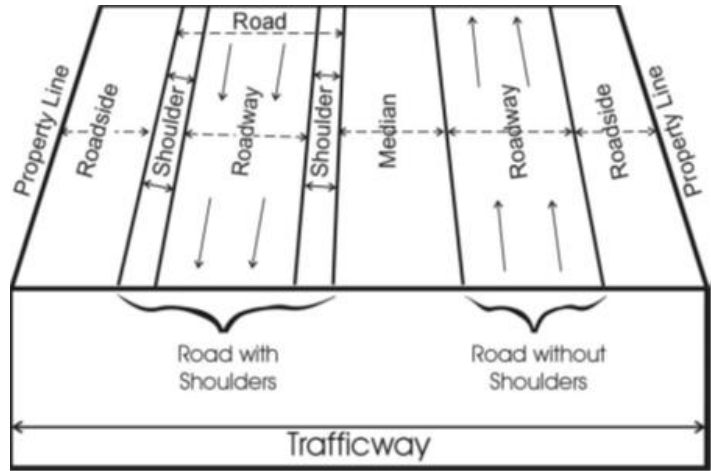 Road
Property Line
Roadside
Shoulder
Roadway
Shoulder
Median
Roadway
Roadside
Property Line
Road with
Shoulders
Road without
Shoulders
Trafficway